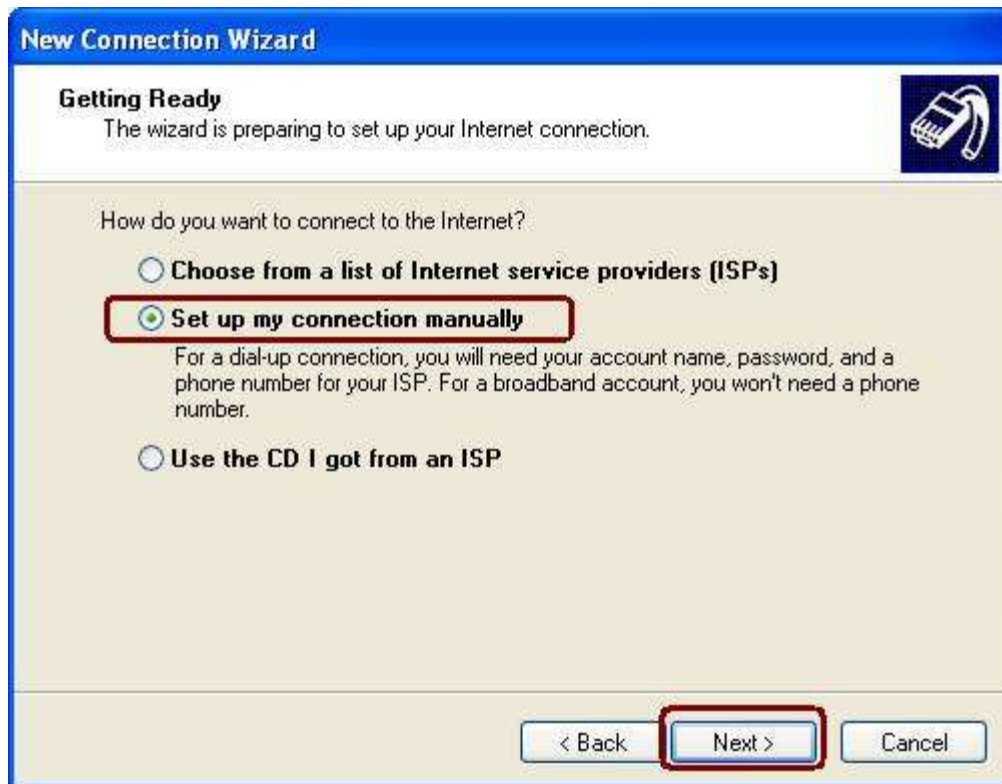 New Connection Wizard
Getting Ready
The wizard is preparing to set up your Internet connection.
How do you want to connect to the Internet?
Choose from a list of Internet service providers (ISPs)
Set up my connection manually
For a dial-up connection, you will need your account name, password, and a
phone number for your ISP. For a broadband account, you won't need a phone
number.
Use the CD I got from an ISP
< Back Next > Cancel